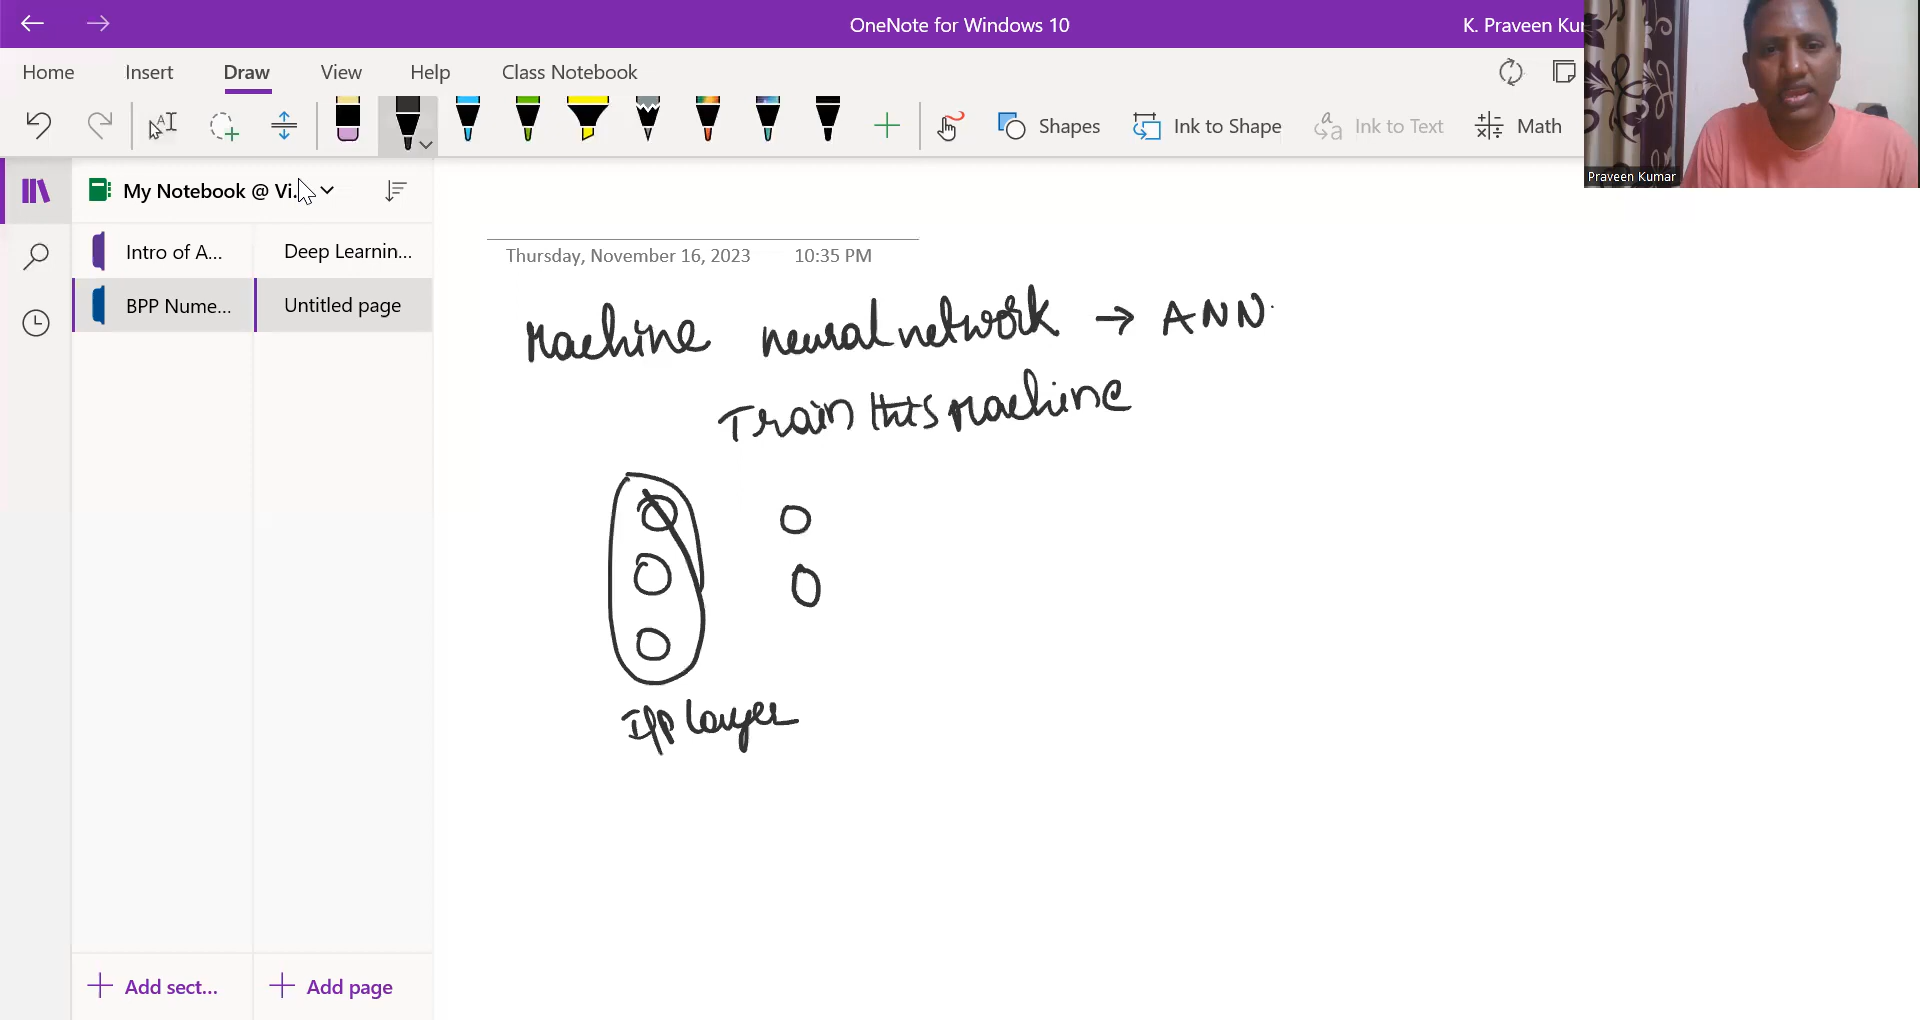 OneNote for Windows 10
K. Praveen Kur
Home Insert Draw View Help Class Notebook
Shapes Ink to Shape Ink to Text Math
Praveen Kumar
My Notebook @ Vi...
Intro of A... Deep Learnin...
BPP Nume... Untitled page
Thursday, November 16, 2023 10:35 PM
Machine neural network → ANN
Train this Machine
I/P Layer
+ Add sect... + Add page